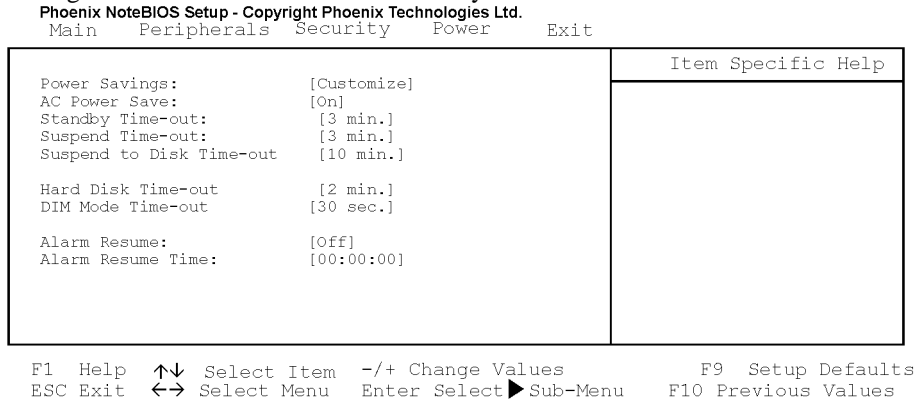 Phoenix NoteBIOS Setup - Copyright Phoenix Technologies Ltd.
Main Peripherals Security Power Exit
Item Specific Help
Power Savings: [Customize]
AC Power Save: [On]
Standby Time-out: [3 min.]
Suspend Time-out: [3 min.]
Suspend to Disk Time-out [10 min.]
Hard Disk Time-out [2 min.]
DIM Mode Time-out [30 sec.]
Alarm Resume: [Off]
Alarm Resume Time: [00:00:00]
F1 Help ↑↓ Select Item -/+ Change Values F9 Setup Defaults
ESC Exit ←→ Select Menu Enter Select▶Sub-Menu F10 Previous Values